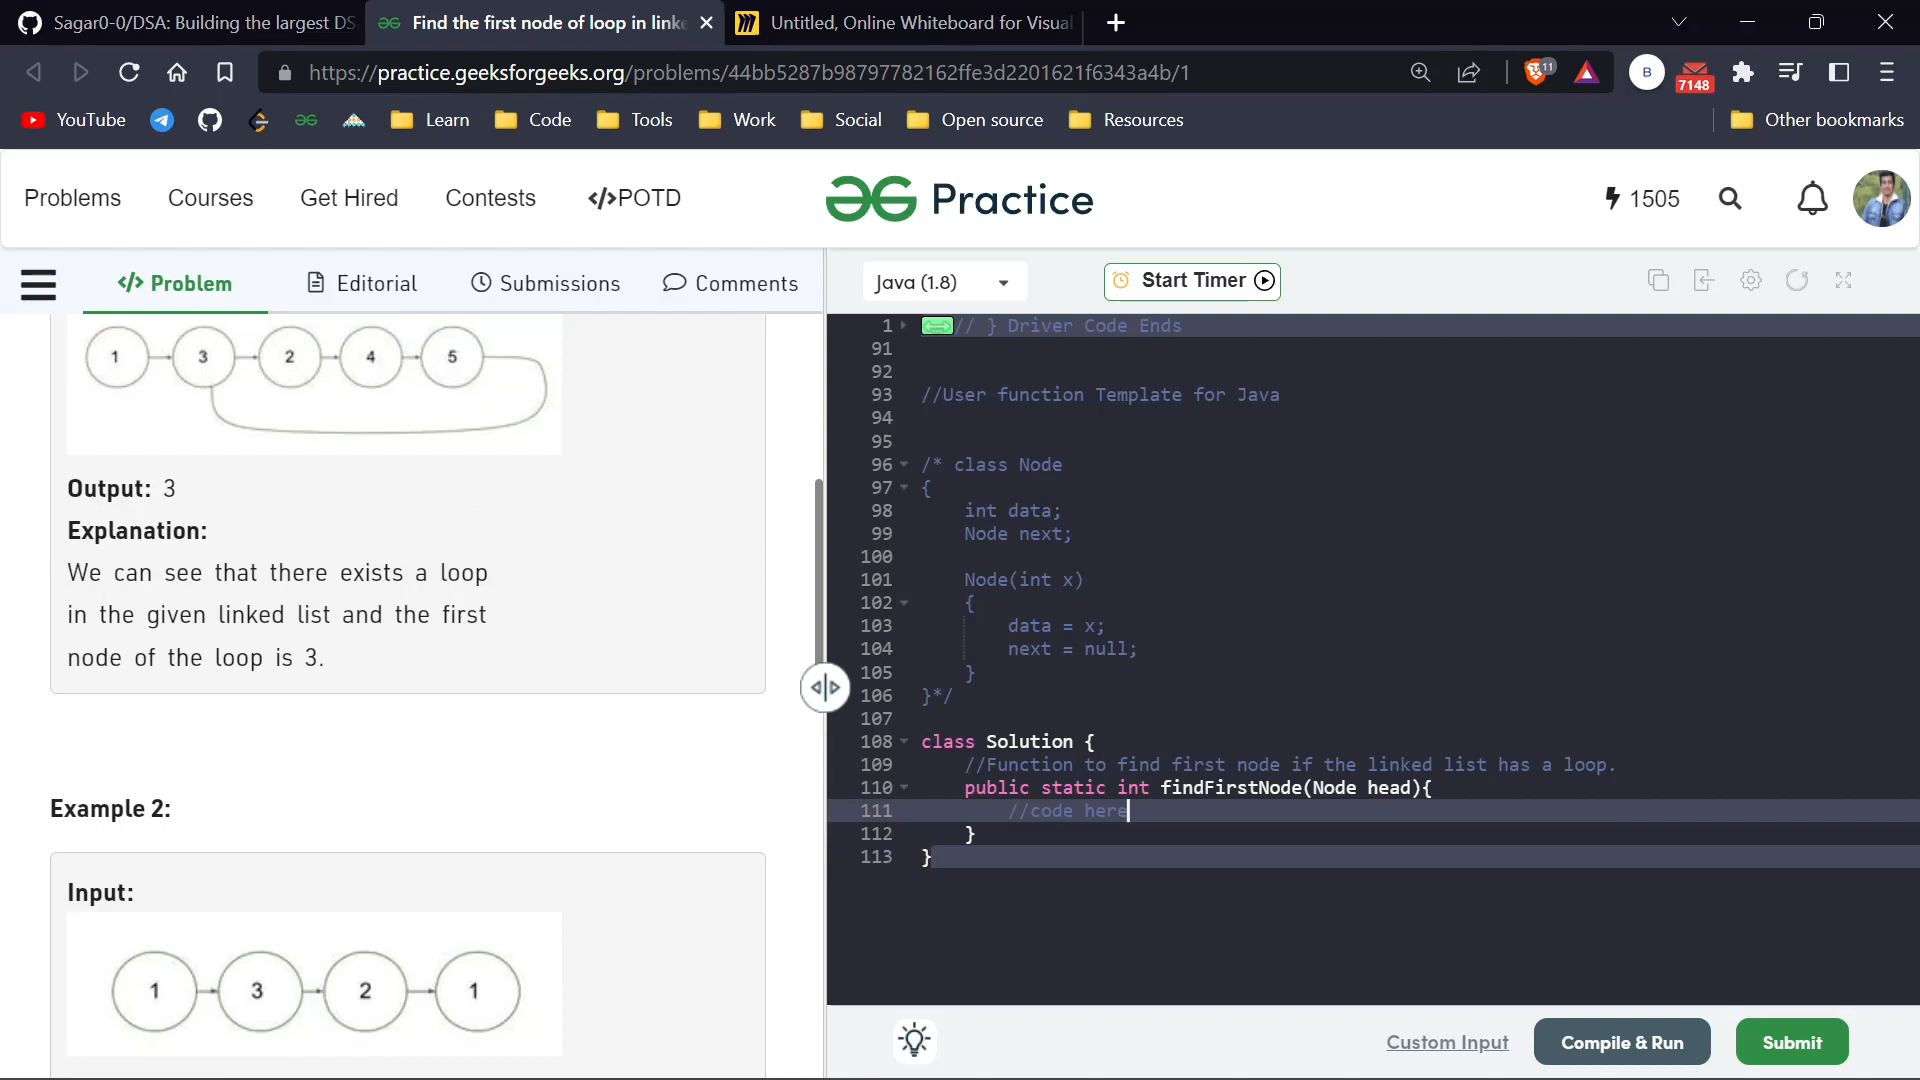 Sagar0-0/DSA: Building the largest DS
Find the first node of loop in linke
Untitled, Online Whiteboard for Visual
https://practice.geeksforgeeks.org/problems/44bb5287b98797782162ffe3d2201621f6343a4b/1
11
B
7148
YouTube
Learn
Code
Tools
Work
Social
Open source
Resources
Other bookmarks
Problems
Courses
Get Hired
Contests
</>POTD
Practice
1505
</> Problem
Editorial
Submissions
Comments
Java (1.8)
Start Timer
1
3
2
4
5
Output: 3
Explanation:
We can see that there exists a loop
in the given linked list and the first
node of the loop is 3.
Example 2:
Input:
1
3
2
1
1 // } Driver Code Ends
91
92
93 //User function Template for Java
94
95
96 /* class Node
97 {
98 int data;
99 Node next;
100
101 Node(int x)
102 {
103 data = x;
104 next = null;
105 }
106 }*/
107
108 class Solution {
109 //Function to find first node if the linked list has a loop.
110 public static int findFirstNode(Node head){
111 //code here
112 }
113 }
Custom Input
Compile & Run
Submit